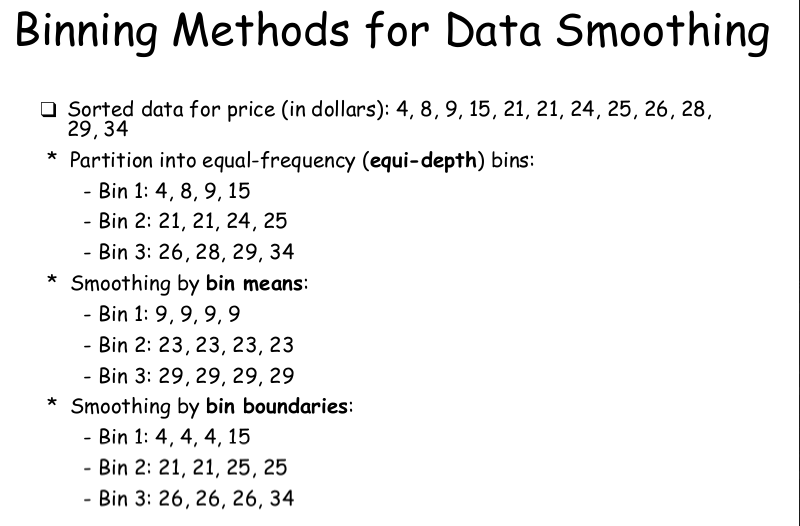 Binning Methods for Data Smoothing
❑ Sorted data for price (in dollars): 4, 8, 9, 15, 21, 21, 24, 25, 26, 28,
29, 34
* Partition into equal-frequency (equi-depth) bins:
- Bin 1: 4, 8, 9, 15
- Bin 2: 21, 21, 24, 25
- Bin 3: 26, 28, 29, 34
* Smoothing by bin means:
- Bin 1: 9, 9, 9, 9
- Bin 2: 23, 23, 23, 23
- Bin 3: 29, 29, 29, 29
* Smoothing by bin boundaries:
- Bin 1: 4, 4, 4, 15
- Bin 2: 21, 21, 25, 25
- Bin 3: 26, 26, 26, 34